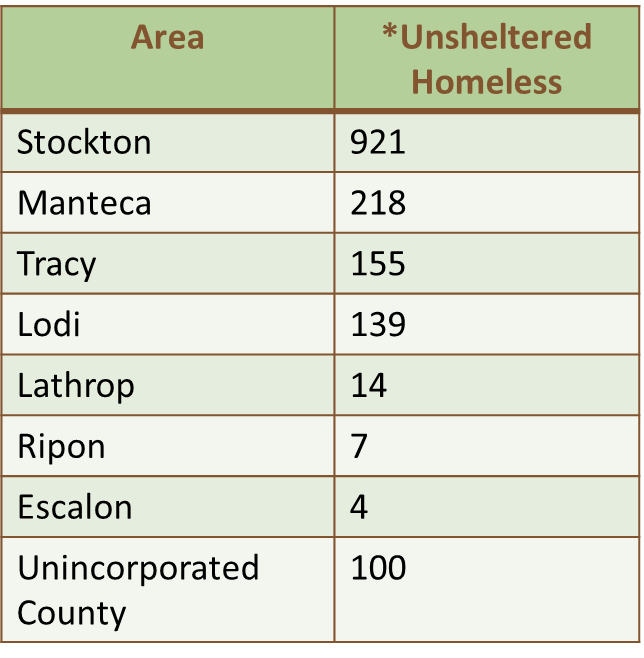 Area *Unsheltered
Homeless
Stockton 921
Manteca 218
Tracy 155
Lodi 139
Lathrop 14
Ripon 7
Escalon 4
Unincorporated 100
County